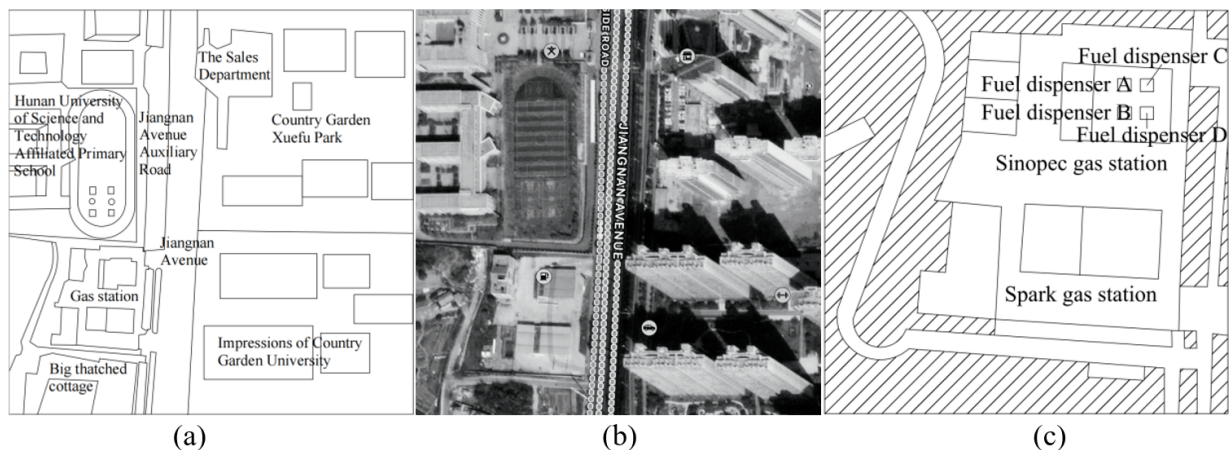 The Sales
Department
Hunan University
of Science and
Technology
Affiliated Primary
School
Jiangnan
Avenue
Auxiliary
Road
Country Garden
Xuefu Park
Jiangnan
Avenue
Gas station
Impressions of Country
Garden University
Big thatched
cottage
(a)
SIDE ROAD
JIANGNAN AVENUE
(b)
Fuel dispenser C
Fuel dispenser A
Fuel dispenser B
Fuel dispenser D
Sinopec gas station
Spark gas station
(c)